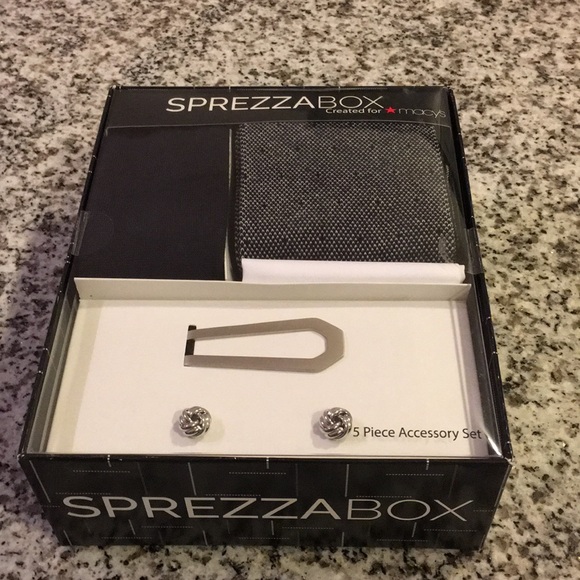 SPREZZABOX
Created for ★macy's
5 Piece Accessory Set
SPREZZABOX